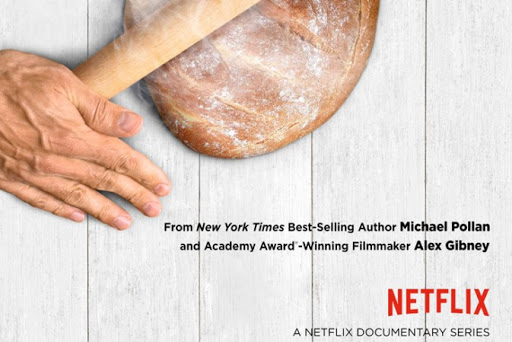 From New York Times Best-Selling Author Michael Pollan
and Academy Award®-Winning Filmmaker Alex Gibney
NETFLIX
A NETFLIX DOCUMENTARY SERIES